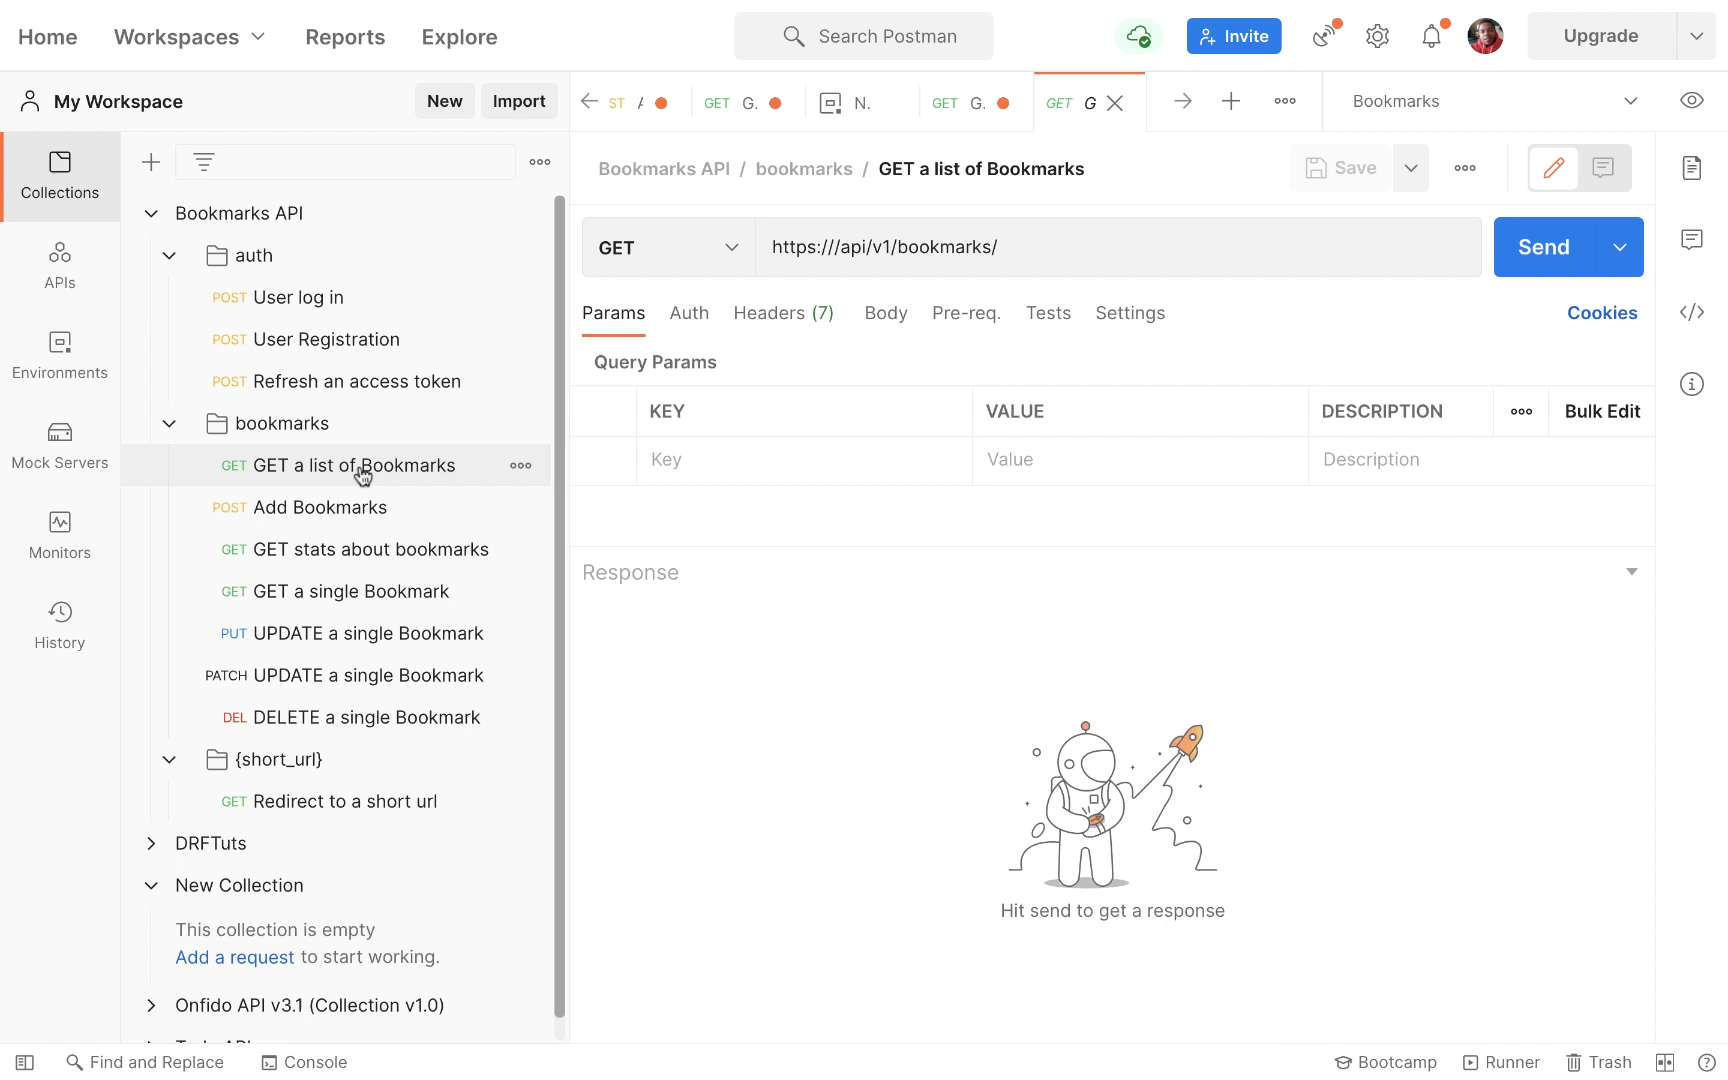 Home Workspaces Reports Explore Search Postman Invite Upgrade
My Workspace New Import ST GET G. N. GET G. GET G Bookmarks
Collections
APIs
Environments
Mock Servers
Monitors
History
Bookmarks API
auth
POST User log in
POST User Registration
POST Refresh an access token
bookmarks
GET GET a list of Bookmarks
POST Add Bookmarks
GET GET stats about bookmarks
GET GET a single Bookmark
PUT UPDATE a single Bookmark
PATCH UPDATE a single Bookmark
DEL DELETE a single Bookmark
{short_url}
GET Redirect to a short url
DRFTuts
New Collection
This collection is empty
Add a request to start working.
Onfido API v3.1 (Collection v1.0)
Bookmarks API / bookmarks / GET a list of Bookmarks Save
GET https:///api/v1/bookmarks/ Send
Params Auth Headers (7) Body Pre-req. Tests Settings Cookies
Query Params
KEY VALUE DESCRIPTION Bulk Edit
Key Value Description
Response
Hit send to get a response
Find and Replace Console Bootcamp Runner Trash